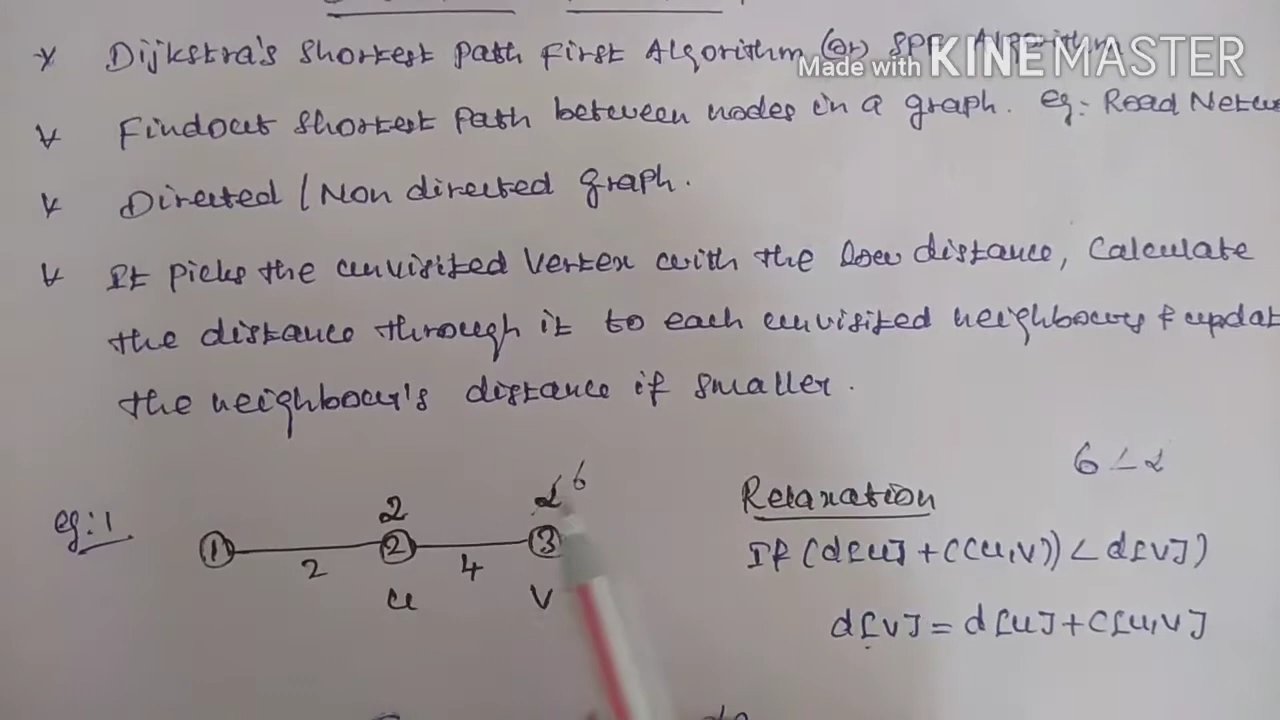 * Dijkstra's Shortest Path First Algorithm (or) SPF Algorithm
Made with KINEMASTER
* Findout Shortest Path between nodes in a graph. eg: Road Netw
* Directed / Non directed graph.
* It picks the unvisited vertex with the low distance, Calculate
the distance through it to each unvisited neighbours & updat
the neighbour's distance if smaller.
6 < ∞
eg:1
2 ∞ 6
Relaxation
1 2 3
2 4
If (d[u] + C(u,v)) < d[v])
u v
d[v] = d[u] + C[u,v]